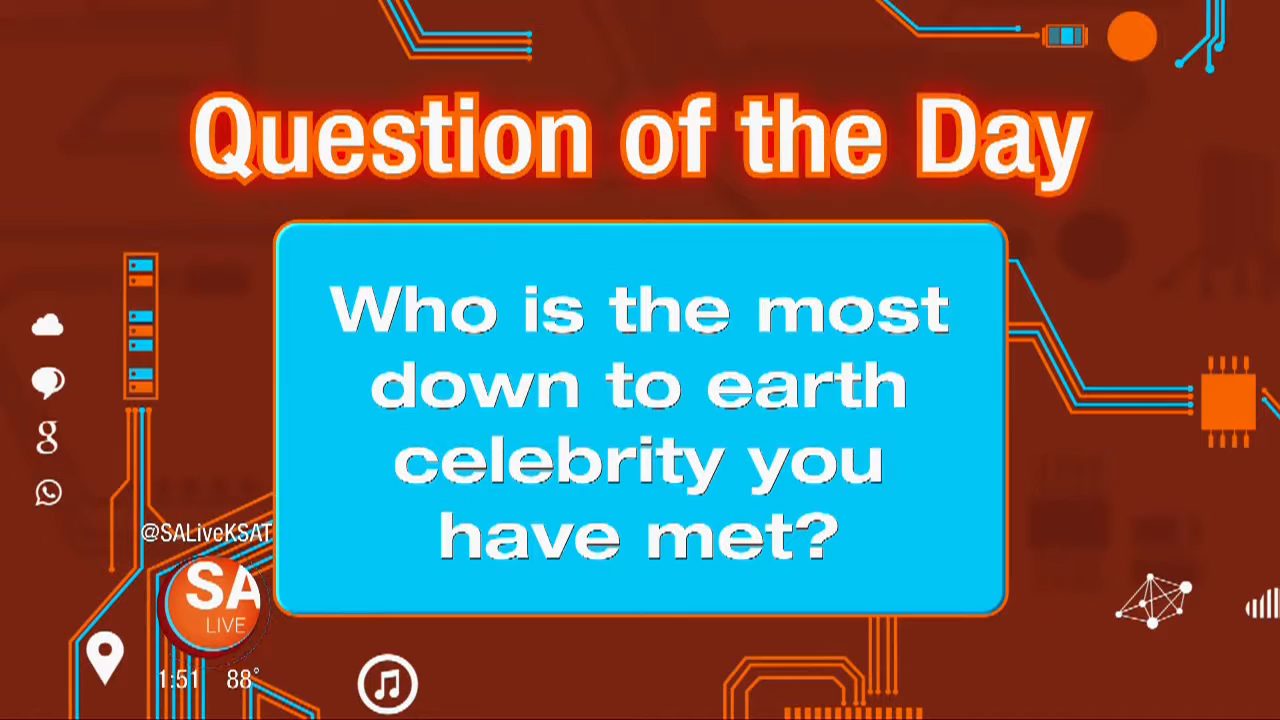 Question of the Day
Who is the most
down to earth
celebrity you
have met?
@SALiveKSAT
SA
LIVE
1:51 88°